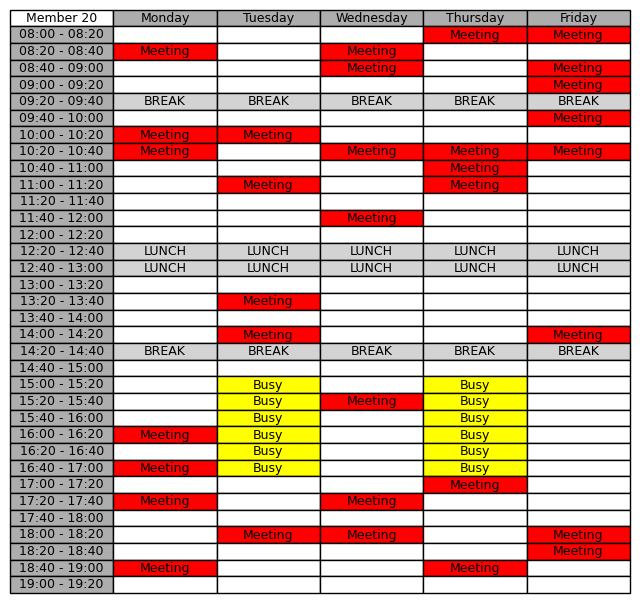 Member 20 Monday Tuesday Wednesday Thursday Friday
08:00 - 08:20 Meeting Meeting
08:20 - 08:40 Meeting Meeting
08:40 - 09:00 Meeting Meeting
09:00 - 09:20 Meeting
09:20 - 09:40 BREAK BREAK BREAK BREAK BREAK
09:40 - 10:00 Meeting
10:00 - 10:20 Meeting Meeting
10:20 - 10:40 Meeting Meeting Meeting Meeting
10:40 - 11:00 Meeting
11:00 - 11:20 Meeting Meeting
11:20 - 11:40
11:40 - 12:00 Meeting
12:00 - 12:20
12:20 - 12:40 LUNCH LUNCH LUNCH LUNCH LUNCH
12:40 - 13:00 LUNCH LUNCH LUNCH LUNCH LUNCH
13:00 - 13:20
13:20 - 13:40 Meeting
13:40 - 14:00
14:00 - 14:20 Meeting Meeting
14:20 - 14:40 BREAK BREAK BREAK BREAK BREAK
14:40 - 15:00
15:00 - 15:20 Busy Busy
15:20 - 15:40 Busy Meeting Busy
15:40 - 16:00 Busy Busy
16:00 - 16:20 Meeting Busy Busy
16:20 - 16:40 Busy Busy
16:40 - 17:00 Meeting Busy Busy
17:00 - 17:20 Meeting
17:20 - 17:40 Meeting Meeting
17:40 - 18:00
18:00 - 18:20 Meeting Meeting Meeting
18:20 - 18:40 Meeting
18:40 - 19:00 Meeting Meeting
19:00 - 19:20